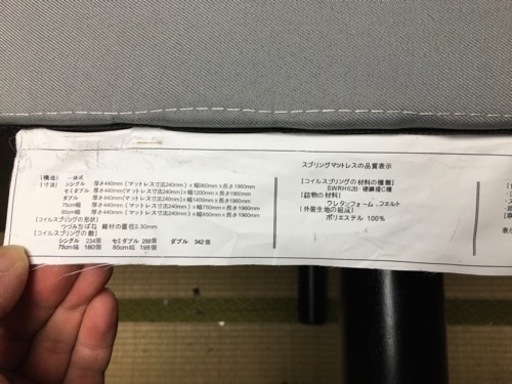 スプリングマットレスの品質表示
[構造] 一体式
[寸法] シングル 厚さ440mm(マットレス寸法240mm)x幅960mmx長さ1960mm
セミダブル 厚さ440mm(マットレス寸法240mm)x幅1200mmx長さ1960mm
ダブル 厚さ440mm(マットレス寸法240mm)x幅1400mmx長さ1960mm
75cm幅 厚さ440mm(マットレス寸法240mm)x幅750mmx長さ1960mm
85cm幅 厚さ440mm(マットレス寸法240mm)x幅850mmx長さ1960mm
[コイルスプリングの形状]
つづみばね 線材の直径2.30mm
[コイルスプリングの数]
シングル 234個 セミダブル 288個 ダブル 342個
75cm幅 180個 85cm幅 198個
[コイルスプリングの材料の種類]
SWRH62B・硬鋼線C種
[詰物の材料]
ウレタンフォーム、フェルト
[外装生地の組成]
ポリエステル 100%